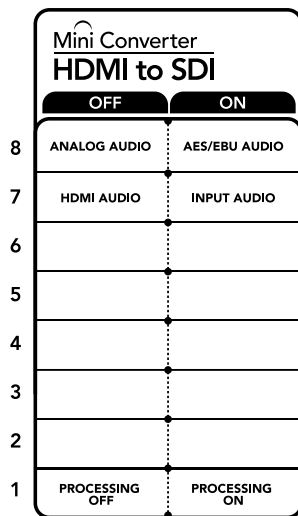 Mini Converter
HDMI to SDI
OFF ON
8 ANALOG AUDIO AES/EBU AUDIO
7 HDMI AUDIO INPUT AUDIO
6
5
4
3
2
1 PROCESSING OFF PROCESSING ON